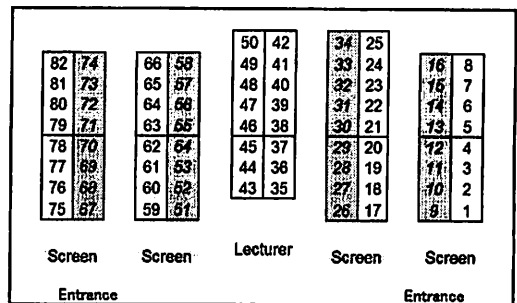 50 42 34 25
82 74 66 58 49 41 33 24 16 8
81 73 65 57 48 40 32 23 15 7
80 72 64 56 47 39 31 22 14 6
79 71 63 55 46 38 30 21 13 5
78 70 62 54 45 37 29 20 12 4
77 69 61 53 44 36 28 19 11 3
76 68 60 52 43 35 27 18 10 2
75 67 59 51 26 17 9 1
Screen Screen Lecturer Screen Screen
Entrance Entrance